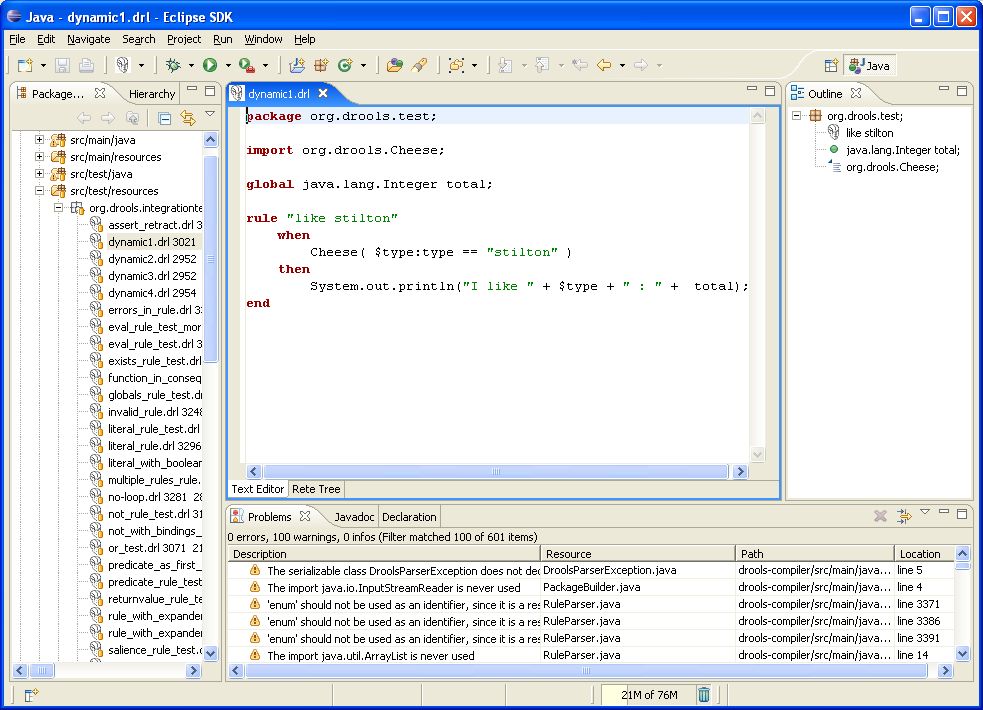 Java - dynamic1.drl - Eclipse SDK
File Edit Navigate Search Project Run Window Help
Java
Package... Hierarchy
src/main/java
src/main/resources
src/test/java
src/test/resources
org.drools.integrationte
assert_retract.drl 3
dynamic1.drl 3021
dynamic2.drl 2952
dynamic3.drl 2952
dynamic4.drl 2954
errors_in_rule.drl 3
eval_rule_test_mor
eval_rule_test.drl
exists_rule_test.drl
function_in_conseq
globals_rule_test.d
invalid_rule.drl 3248
literal_rule_test.drl
literal_rule.drl 3296
literal_with_boolean
multiple_rules_rule.
no-loop.drl 3281 28
not_rule_test.drl 31
not_with_bindings_
or_test.drl 3071 21
predicate_as_first_
predicate_rule_test
returnvalue_rule_te
rule_with_expander
rule_with_expander
salience_rule_test.d
dynamic1.drl
package org.drools.test;
import org.drools.Cheese;
global java.lang.Integer total;
rule "like stilton"
when
Cheese( $type:type == "stilton" )
then
System.out.println("I like " + $type + " : " +  total);
end
Text Editor Rete Tree
Outline
org.drools.test;
like stilton
java.lang.Integer total;
org.drools.Cheese;
Problems Javadoc Declaration
0 errors, 100 warnings, 0 infos (Filter matched 100 of 601 items)
Description Resource Path Location
The serializable class DroolsParserException does not dec DroolsParserException.java drools-compiler/src/main/java... line 5
The import java.io.InputStreamReader is never used PackageBuilder.java drools-compiler/src/main/java... line 4
'enum' should not be used as an identifier, since it is a res RuleParser.java drools-compiler/src/main/java... line 3371
'enum' should not be used as an identifier, since it is a res RuleParser.java drools-compiler/src/main/java... line 3386
'enum' should not be used as an identifier, since it is a res RuleParser.java drools-compiler/src/main/java... line 3391
The import java.util.ArrayList is never used RuleParser.java drools-compiler/src/main/java... line 14
21M of 76M